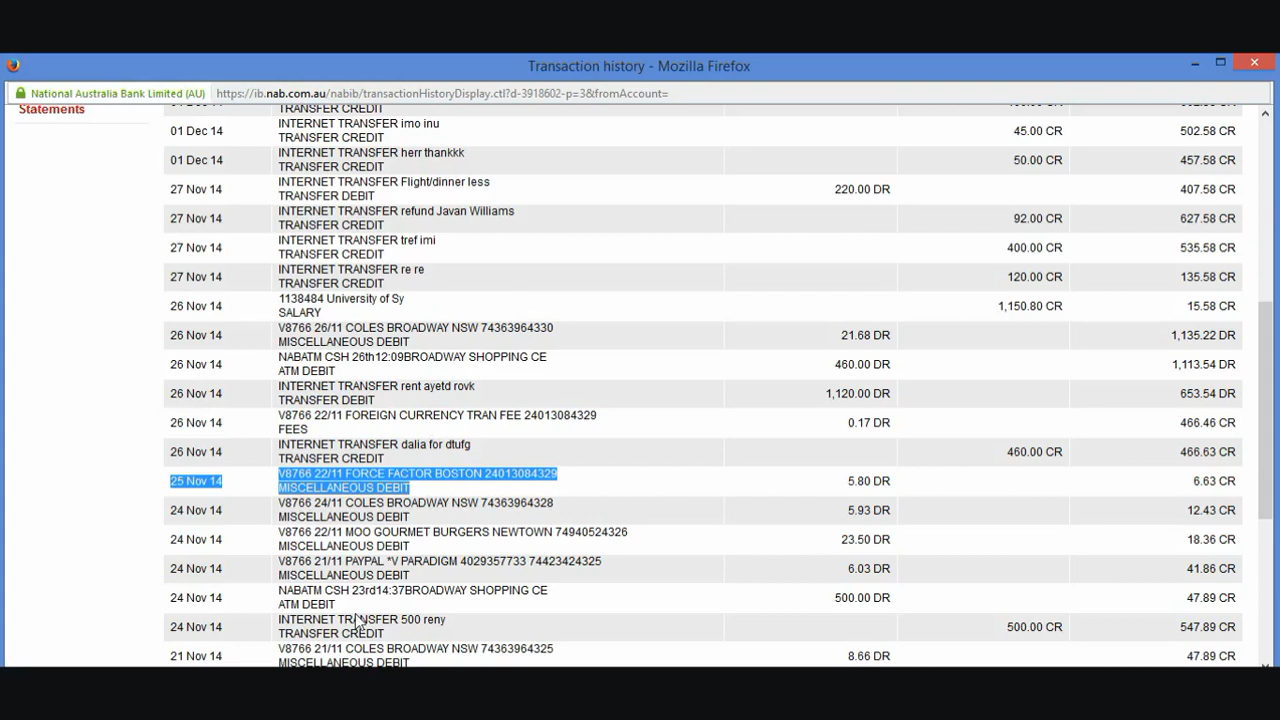 Transaction history - Mozilla Firefox
National Australia Bank Limited (AU) https://ib.nab.com.au/nabib/transactionHistoryDisplay.ctl?d-3918602-p=3&fromAccount=
Statements
TRANSFER CREDIT
01 Dec 14 INTERNET TRANSFER imo inu 45.00 CR 502.58 CR
TRANSFER CREDIT
01 Dec 14 INTERNET TRANSFER herr thankkk 50.00 CR 457.58 CR
TRANSFER CREDIT
27 Nov 14 INTERNET TRANSFER Flight/dinner less 220.00 DR 407.58 CR
TRANSFER DEBIT
27 Nov 14 INTERNET TRANSFER refund Javan Williams 92.00 CR 627.58 CR
TRANSFER CREDIT
27 Nov 14 INTERNET TRANSFER tref imi 400.00 CR 535.58 CR
TRANSFER CREDIT
27 Nov 14 INTERNET TRANSFER re re 120.00 CR 135.58 CR
TRANSFER CREDIT
26 Nov 14 1138484 University of Sy 1,150.80 CR 15.58 CR
SALARY
26 Nov 14 V8766 26/11 COLES BROADWAY NSW 74363964330 21.68 DR 1,135.22 DR
MISCELLANEOUS DEBIT
26 Nov 14 NABATM CSH 26th12:09BROADWAY SHOPPING CE 460.00 DR 1,113.54 DR
ATM DEBIT
26 Nov 14 INTERNET TRANSFER rent ayetd rovk 1,120.00 DR 653.54 DR
TRANSFER DEBIT
26 Nov 14 V8766 22/11 FOREIGN CURRENCY TRAN FEE 24013084329 0.17 DR 466.46 CR
FEES
26 Nov 14 INTERNET TRANSFER dalia for dtufg 460.00 CR 466.63 CR
TRANSFER CREDIT
25 Nov 14 V8766 22/11 FORCE FACTOR BOSTON 24013084329 5.80 DR 6.63 CR
MISCELLANEOUS DEBIT
24 Nov 14 V8766 24/11 COLES BROADWAY NSW 74363964328 5.93 DR 12.43 CR
MISCELLANEOUS DEBIT
24 Nov 14 V8766 22/11 MOO GOURMET BURGERS NEWTOWN 74940524326 23.50 DR 18.36 CR
MISCELLANEOUS DEBIT
24 Nov 14 V8766 21/11 PAYPAL *V PARADIGM 4029357733 74423424325 6.03 DR 41.86 CR
MISCELLANEOUS DEBIT
24 Nov 14 NABATM CSH 23rd14:37BROADWAY SHOPPING CE 500.00 DR 47.89 CR
ATM DEBIT
24 Nov 14 INTERNET TRANSFER 500 reny 500.00 CR 547.89 CR
TRANSFER CREDIT
21 Nov 14 V8766 21/11 COLES BROADWAY NSW 74363964325 8.66 DR 47.89 CR
MISCELLANEOUS DEBIT